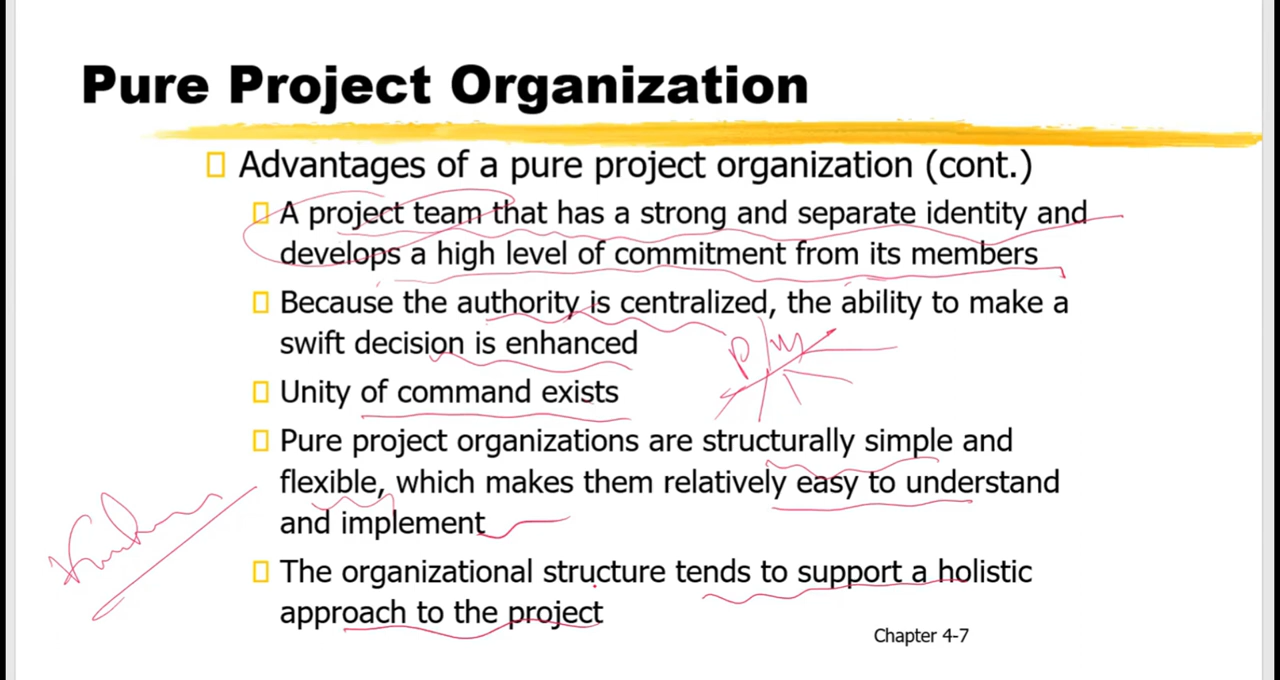 Pure Project Organization
Advantages of a pure project organization (cont.)
A project team that has a strong and separate identity and
develops a high level of commitment from its members
Because the authority is centralized, the ability to make a
swift decision is enhanced
P/M
Unity of command exists
Pure project organizations are structurally simple and
flexible, which makes them relatively easy to understand
and implement
The organizational structure tends to support a holistic
approach to the project
Chapter 4-7